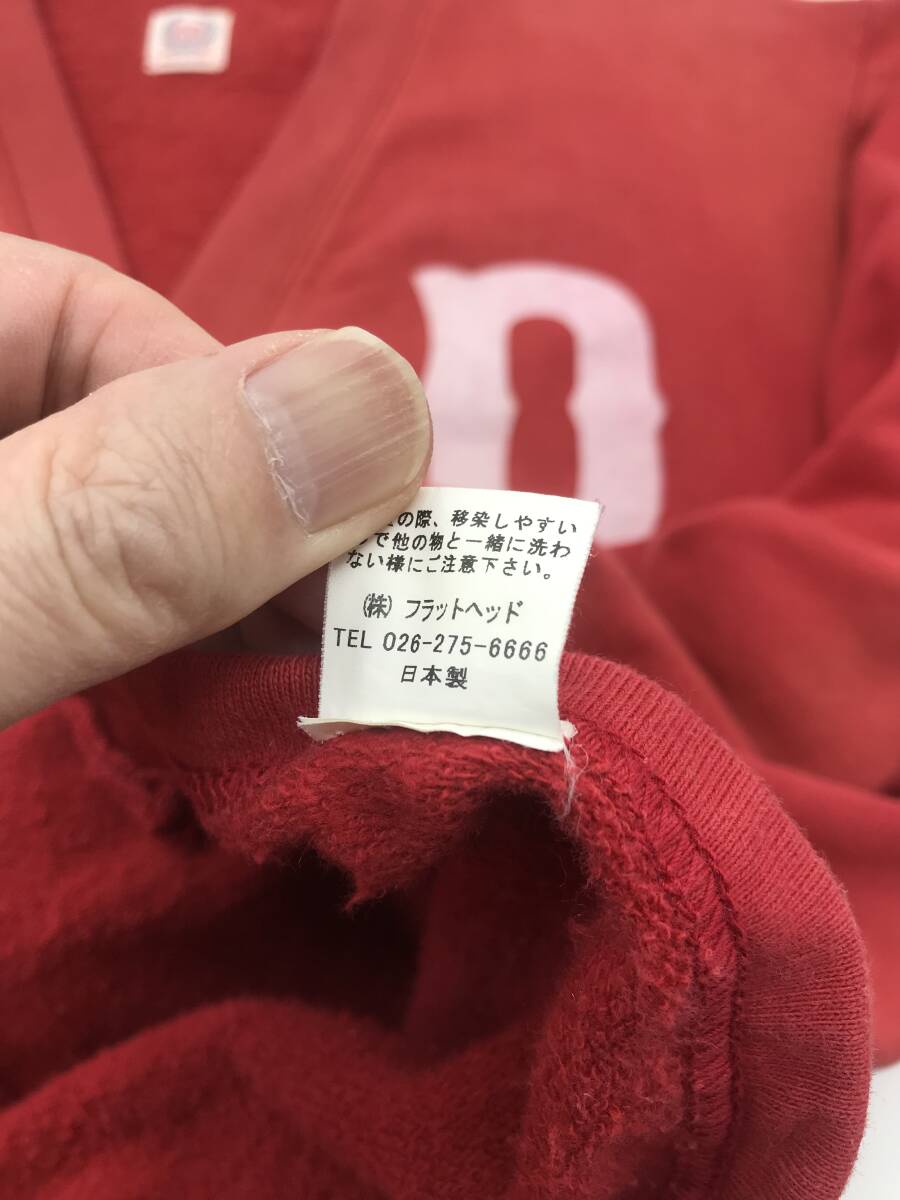 D
の際、移染しやすい
で他の物と一緒に洗わ
ない様にご注意下さい。
(株) フラットヘッド
TEL 026-275-6666
日本製